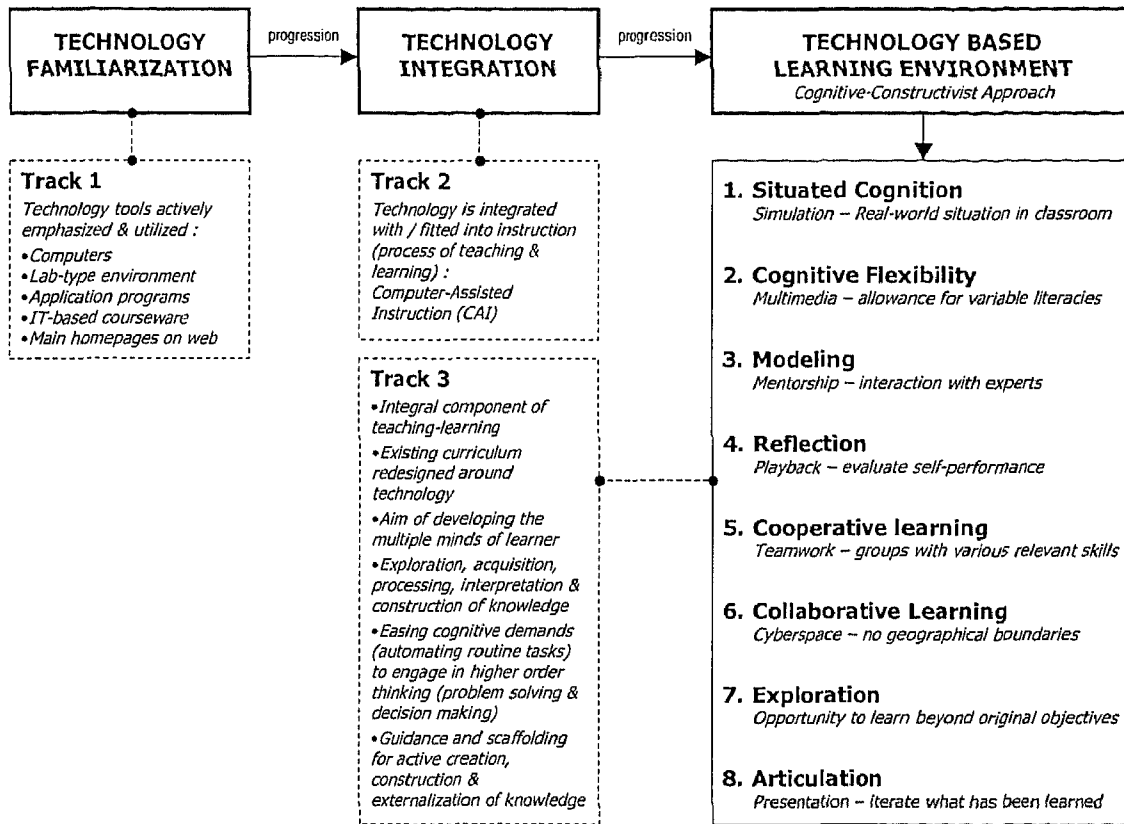 TECHNOLOGY
FAMILIARIZATION
progression
TECHNOLOGY
INTEGRATION
progression
TECHNOLOGY BASED
LEARNING ENVIRONMENT
Cognitive-Constructivist Approach
Track 1
Technology tools actively
emphasized & utilized :
•Computers
•Lab-type environment
•Application programs
•IT-based courseware
•Main homepages on web
Track 2
Technology is integrated
with / fitted into instruction
(process of teaching &
learning) :
Computer-Assisted
Instruction (CAI)
Track 3
•Integral component of
teaching-learning
•Existing curriculum
redesigned around
technology
•Aim of developing the
multiple minds of learner
•Exploration, acquisition,
processing, interpretation &
construction of knowledge
•Easing cognitive demands
(automating routine tasks)
to engage in higher order
thinking (problem solving &
decision making)
•Guidance and scaffolding
for active creation,
construction &
externalization of knowledge
1. Situated Cognition
Simulation – Real-world situation in classroom
2. Cognitive Flexibility
Multimedia – allowance for variable literacies
3. Modeling
Mentorship – interaction with experts
4. Reflection
Playback – evaluate self-performance
5. Cooperative learning
Teamwork – groups with various relevant skills
6. Collaborative Learning
Cyberspace – no geographical boundaries
7. Exploration
Opportunity to learn beyond original objectives
8. Articulation
Presentation – iterate what has been learned